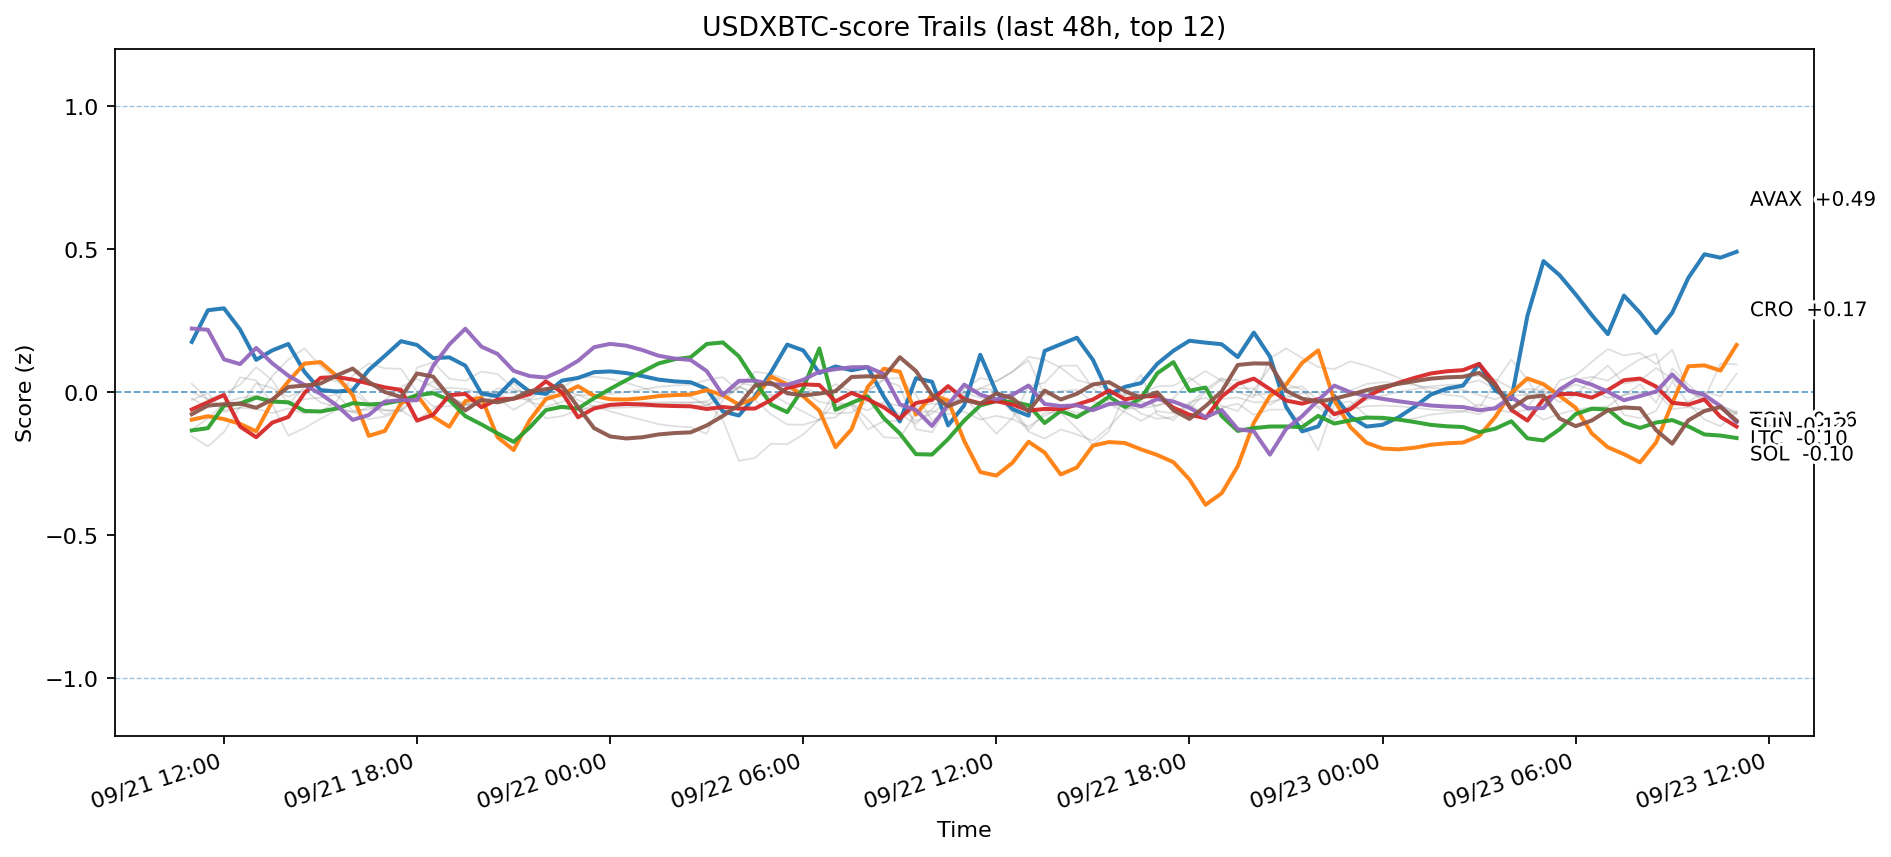 USDXBTC-score Trails (last 48h, top 12)
Score (z)
1.0
0.5
0.0
−0.5
−1.0
AVAX +0.49
CRO +0.17
LTC -0.10
SOL -0.10
09/21 12:00
09/21 18:00
09/22 00:00
09/22 06:00
09/22 12:00
09/22 18:00
09/23 00:00
09/23 06:00
09/23 12:00
Time